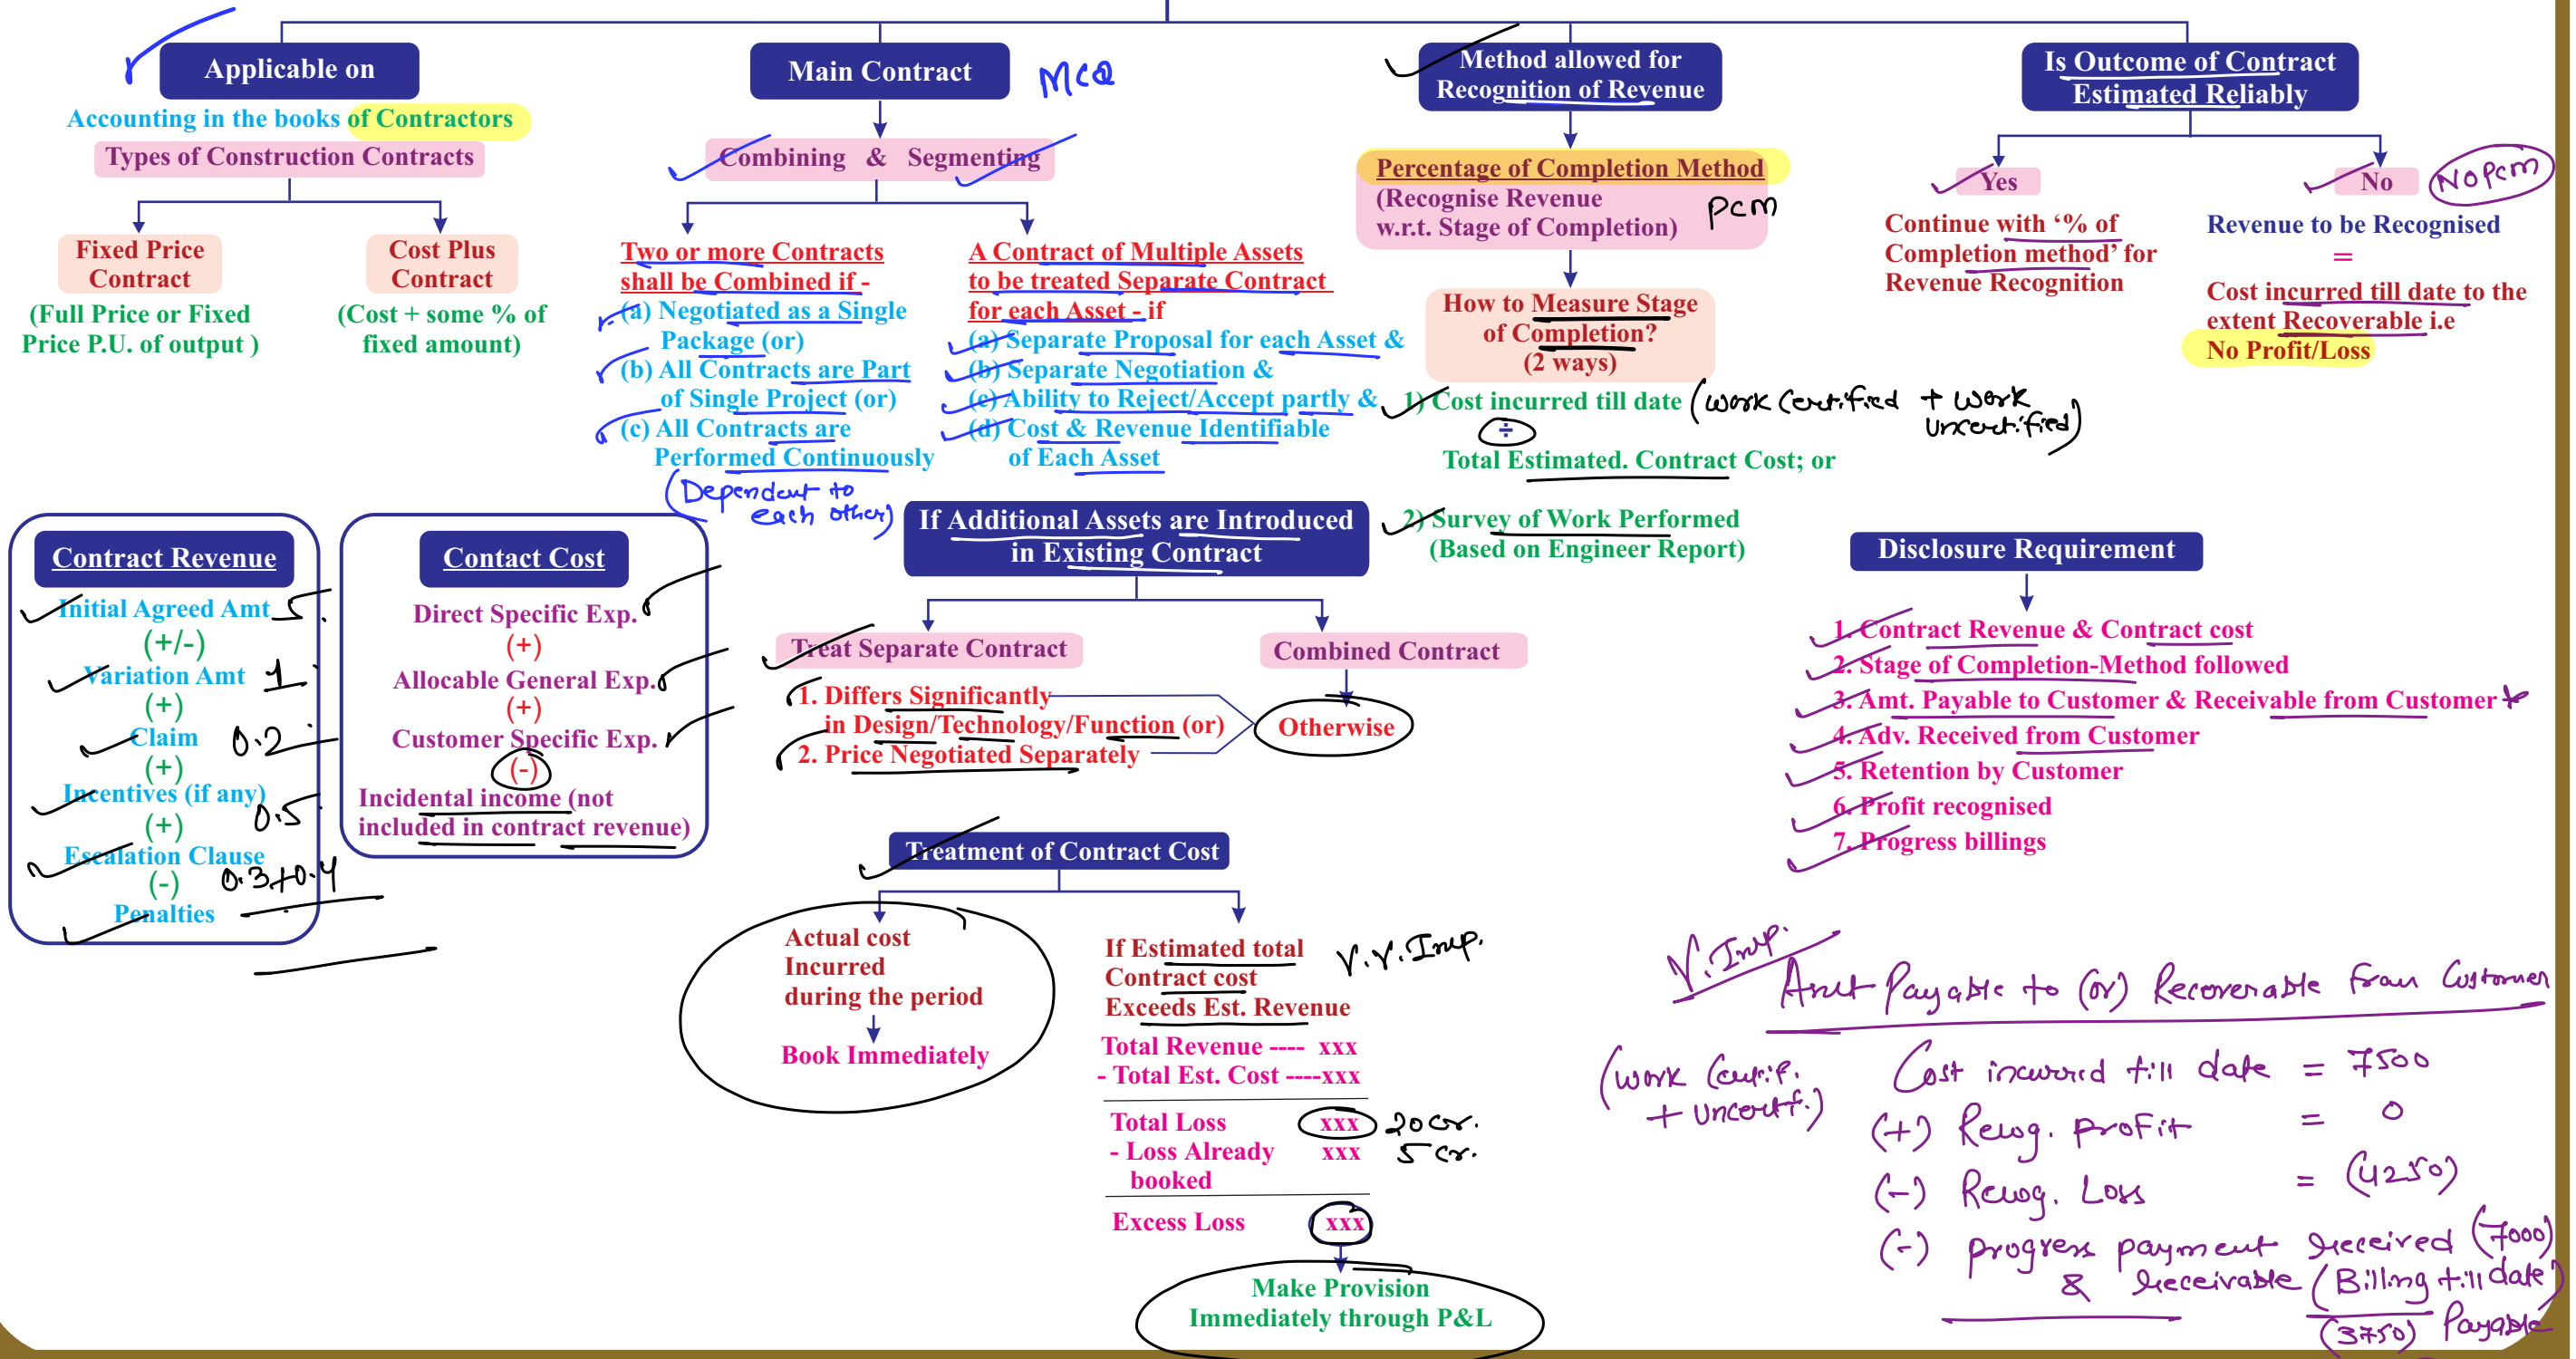 Applicable on
Accounting in the books of Contractors
Types of Construction Contracts
Fixed Price
Contract
(Full Price or Fixed
Price P.U. of output )
Cost Plus
Contract
(Cost + some % of
fixed amount)
Main Contract
MCQ
Combining & Segmenting
Two or more Contracts
shall be Combined if -
(a) Negotiated as a Single
Package (or)
(b) All Contracts are Part
of Single Project (or)
(c) All Contracts are
Performed Continuously
(Dependent to
each other)
A Contract of Multiple Assets
to be treated Separate Contract
for each Asset - if
(a) Separate Proposal for each Asset &
(b) Separate Negotiation &
(c) Ability to Reject/Accept partly &
(d) Cost & Revenue Identifiable
of Each Asset
Method allowed for
Recognition of Revenue
Percentage of Completion Method
(Recognise Revenue
w.r.t. Stage of Completion)
PCM
How to Measure Stage
of Completion?
(2 ways)
1) Cost incurred till date (work Certified + work
uncertified)
÷
Total Estimated. Contract Cost; or
2) Survey of Work Performed
(Based on Engineer Report)
Is Outcome of Contract
Estimated Reliably
Yes
Continue with ‘% of
Completion method’ for
Revenue Recognition
No
No PCM
Revenue to be Recognised
=
Cost incurred till date to the
extent Recoverable i.e
No Profit/Loss
Contract Revenue
Initial Agreed Amt 5
(+/-)
Variation Amt 1
(+)
Claim 0.2
(+)
Incentives (if any)
0.5
(+)
Escalation Clause
(-) 0.3+0.4
Penalties
Contact Cost
Direct Specific Exp.
(+)
Allocable General Exp.
(+)
Customer Specific Exp.
(-)
Incidental income (not
included in contract revenue)
If Additional Assets are Introduced
in Existing Contract
Treat Separate Contract
1. Differs Significantly
in Design/Technology/Function (or)
2. Price Negotiated Separately
Combined Contract
Otherwise
Treatment of Contract Cost
Actual cost
Incurred
during the period
Book Immediately
If Estimated total
Contract cost
Exceeds Est. Revenue
V.V.Imp.
Total Revenue ---- xxx
- Total Est. Cost ----xxx
Total Loss xxx 20 cr.
- Loss Already xxx 5 cr.
booked
Excess Loss xxx
Make Provision
Immediately through P&L
Disclosure Requirement
1. Contract Revenue & Contract cost
2. Stage of Completion-Method followed
3. Amt. Payable to Customer & Receivable from Customer *
4. Adv. Received from Customer
5. Retention by Customer
6. Profit recognised
7. Progress billings
V.Imp.
Amt Payable to (or) Recoverable from Customer
(work Certif.
+ uncertif.)
Cost incurred till date = 7500
(+) Recog. profit = 0
(-) Recog. Loss = (4250)
(-) progress payment received (7000)
& receivable (Billing till date)
(3750) Payable